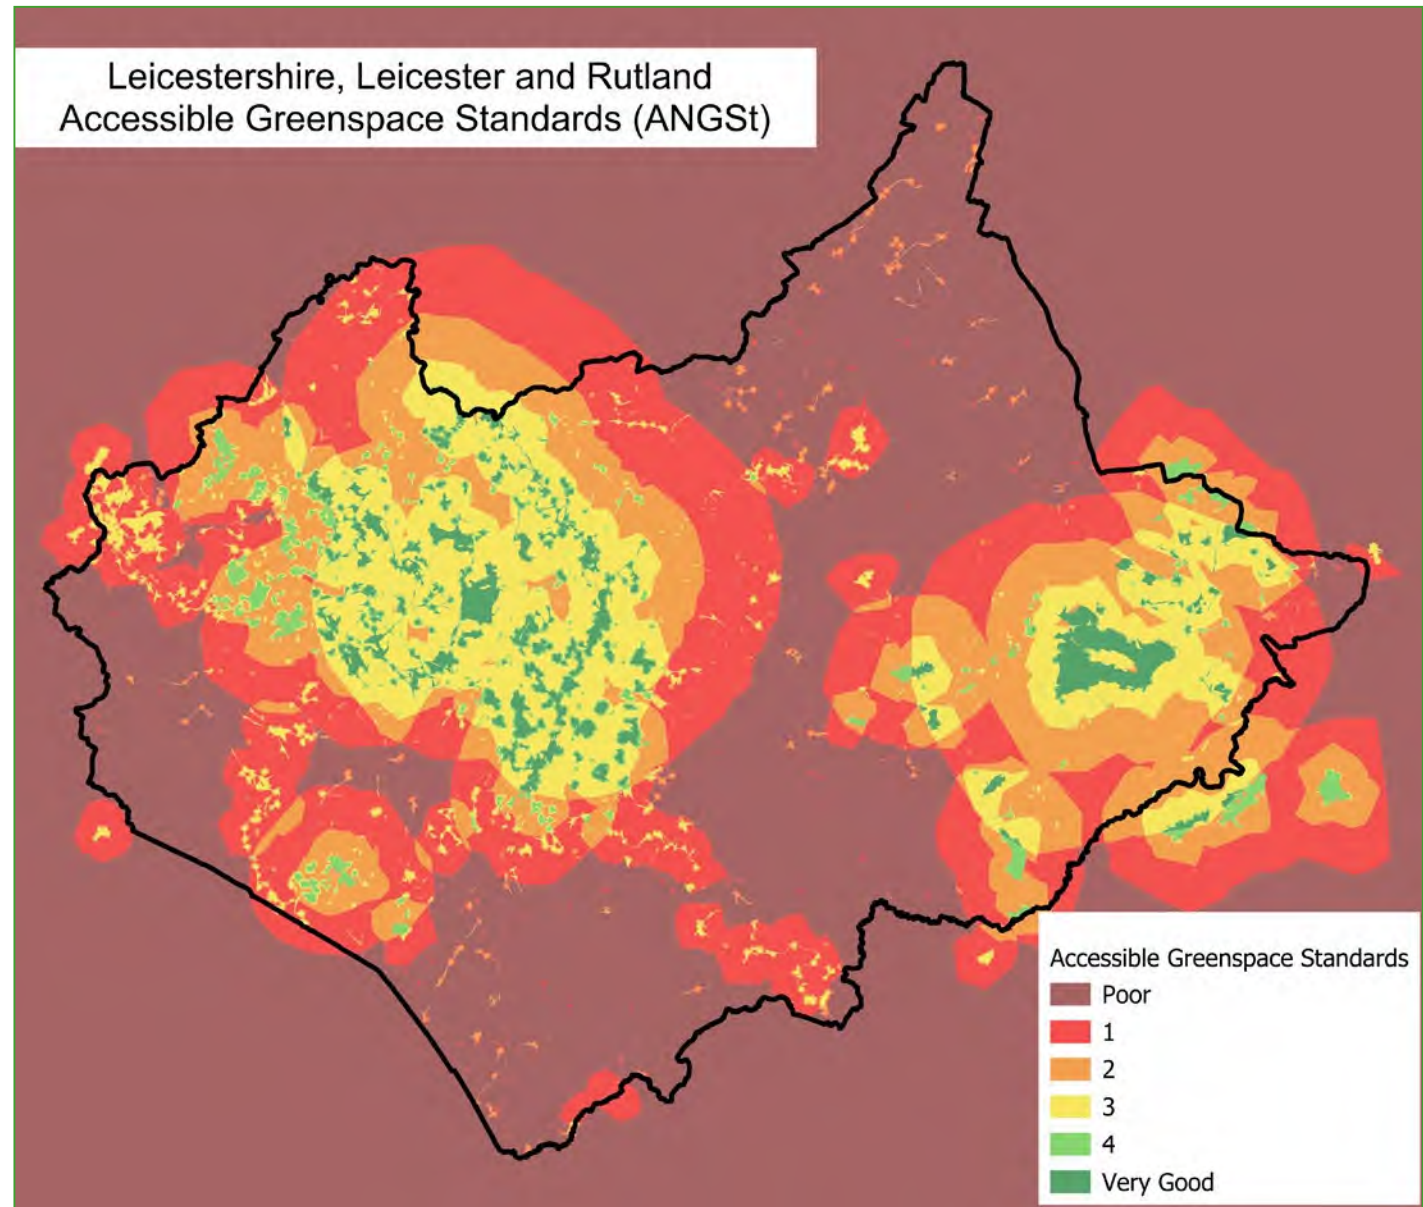 Leicestershire, Leicester and Rutland
Accessible Greenspace Standards (ANGSt)
Accessible Greenspace Standards
Poor
1
2
3
4
Very Good